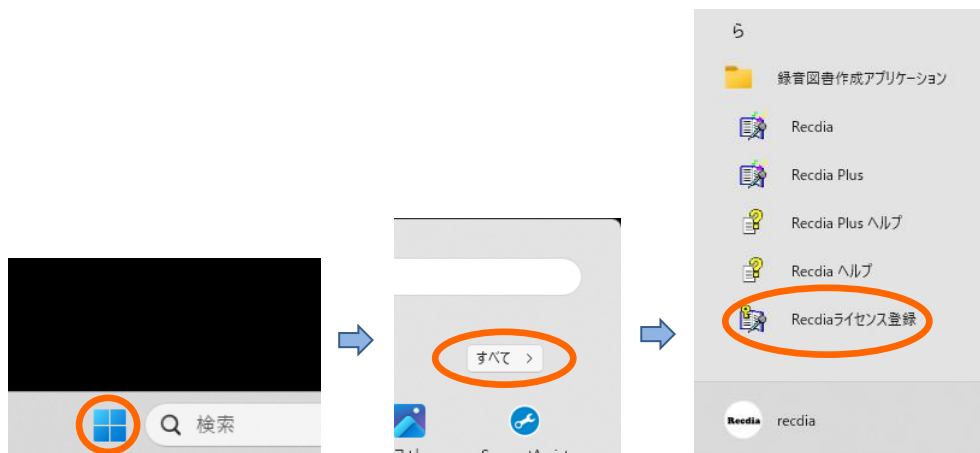 検索
すべて >
ら
録音図書作成アプリケーション
Recdia
Recdia Plus
Recdia Plus ヘルプ
Recdia ヘルプ
Recdiaライセンス登録
Recdia recdia